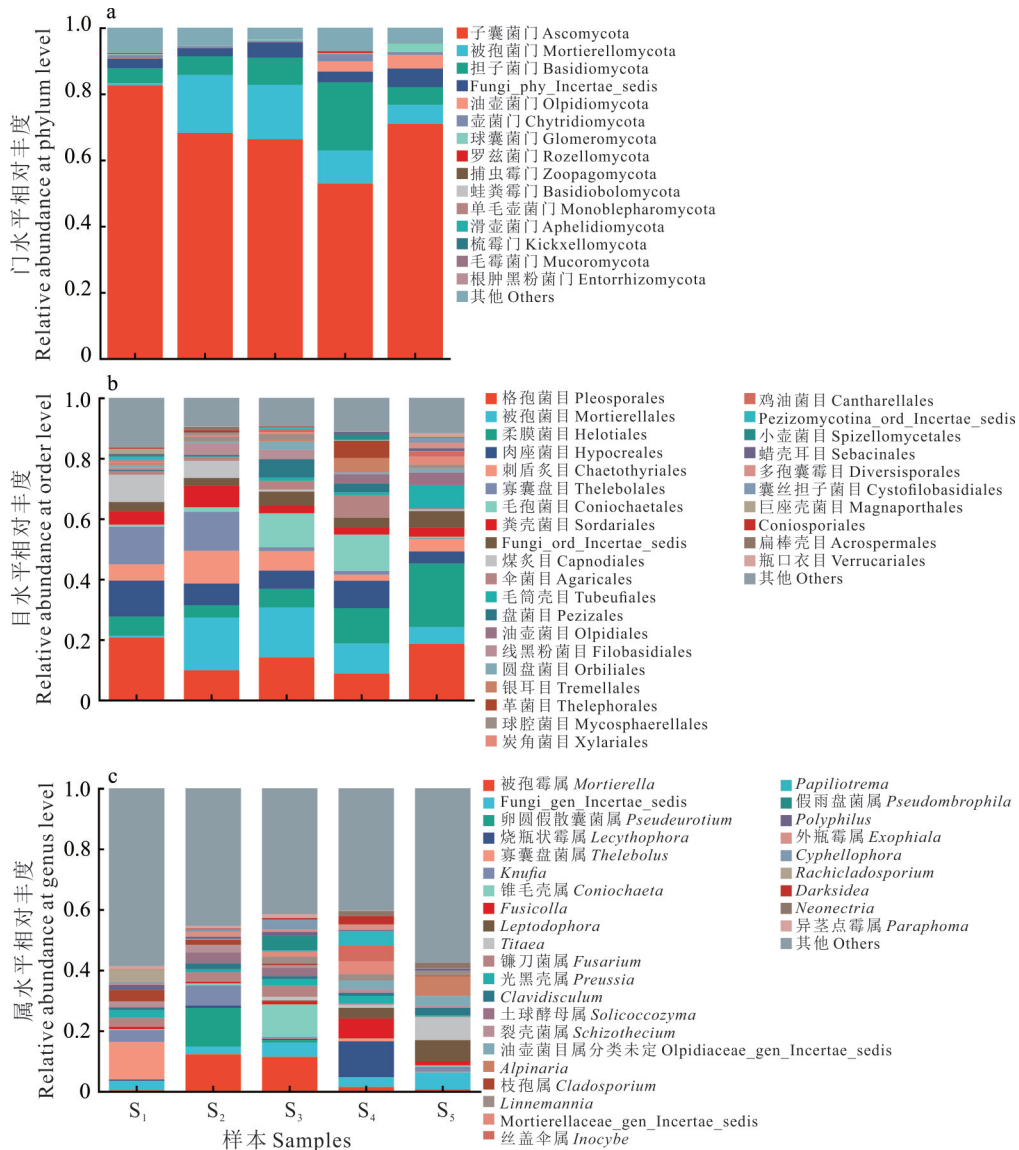 a
门水平相对丰度
Relative abundance at phylum level
1.0
0.8
0.6
0.4
0.2
0
子囊菌门 Ascomycota
被孢菌门 Mortierellomycota
担子菌门 Basidiomycota
Fungi_phy_Incertae_sedis
油壶菌门 Olpidiomycota
壶菌门 Chytridiomycota
球囊菌门 Glomeromycota
罗兹菌门 Rozellomycota
捕虫霉门 Zoopagomycota
蛙粪霉门 Basidiobolomycota
单毛壶菌门 Monoblepharomycota
滑壶菌门 Aphelidiomycota
梳霉门 Kickxellomycota
毛霉菌门 Mucoromycota
根肿黑粉菌门 Entorrhizomycota
其他 Others
b
目水平相对丰度
Relative abundance at order level
1.0
0.8
0.6
0.4
0.2
0
格孢菌目 Pleosporales
被孢菌目 Mortierellales
柔膜菌目 Helotiales
肉座菌目 Hypocreales
刺盾炱目 Chaetothyriales
寡囊盘目 Thelebolales
毛孢菌目 Coniochaetales
粪壳菌目 Sordariales
Fungi_ord_Incertae_sedis
煤炱目 Capnodiales
伞菌目 Agaricales
毛筒壳目 Tubeufiales
盘菌目 Pezizales
油壶菌目 Olpidiales
线黑粉菌目 Filobasidiales
圆盘菌目 Orbiliales
银耳目 Tremellales
革菌目 Thelephorales
球腔菌目 Mycosphaerellales
炭角菌目 Xylariales
鸡油菌目 Cantharellales
Pezizomycotina_ord_Incertae_sedis
小壶菌目 Spizellomycetales
蜡壳耳目 Sebacinales
多孢囊霉目 Diversisporales
囊丝担子菌目 Cystofilobasidiales
巨座壳菌目 Magnaporthales
Coniosporiales
扁棒壳目 Acrospermales
瓶口衣目 Verrucariales
其他 Others
c
属水平相对丰度
Relative abundance at genus level
1.0
0.8
0.6
0.4
0.2
0
S1
S2
S3
S4
S5
样本 Samples
被孢霉属 Mortierella
Fungi_gen_Incertae_sedis
卵圆假散囊菌属 Pseudeurotium
烧瓶状霉属 Lecythophora
寡囊盘菌属 Thelebolus
Knufia
锥毛壳属 Coniochaeta
Fusicolla
Leptodophora
Titaea
镰刀菌属 Fusarium
光黑壳属 Preussia
Clavidisculum
土球酵母属 Solicoccozyma
裂壳菌属 Schizothecium
油壶菌目属分类未定 Olpidiaceae_gen_Incertae_sedis
Alpinaria
枝孢属 Cladosporium
Linnemannia
Mortierellaceae_gen_Incertae_sedis
丝盖伞属 Inocybe
Papiliotrema
假雨盘菌属 Pseudombrophila
Polyphilus
外瓶霉属 Exophiala
Cyphellophora
Rachicladosporium
Darksidea
Neonectria
异茎点霉属 Paraphoma
其他 Others